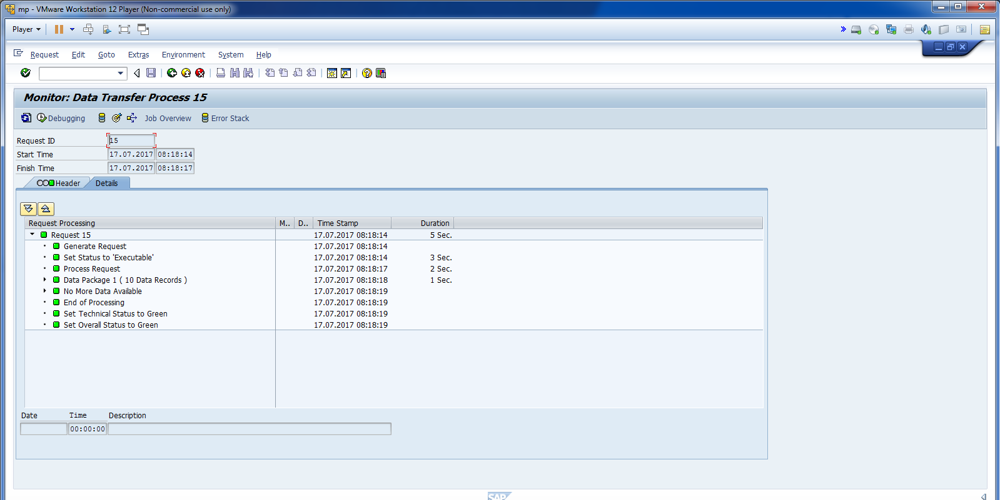 mp - VMware Workstation 12 Player (Non-commercial use only)
Player
Request Edit Goto Extras Environment System Help
Monitor: Data Transfer Process 15
Debugging Job Overview Error Stack
Request ID 15
Start Time 17.07.2017 08:18:14
Finish Time 17.07.2017 08:18:17
Header Details
Request Processing M.. D.. Time Stamp Duration
Request 15 17.07.2017 08:18:14 5 Sec.
Generate Request 17.07.2017 08:18:14
Set Status to 'Executable' 17.07.2017 08:18:14 3 Sec.
Process Request 17.07.2017 08:18:17 2 Sec.
Data Package 1 ( 10 Data Records ) 17.07.2017 08:18:18 1 Sec.
No More Data Available 17.07.2017 08:18:19
End of Processing 17.07.2017 08:18:19
Set Technical Status to Green 17.07.2017 08:18:19
Set Overall Status to Green 17.07.2017 08:18:19
Date Time Description
00:00:00
SAP